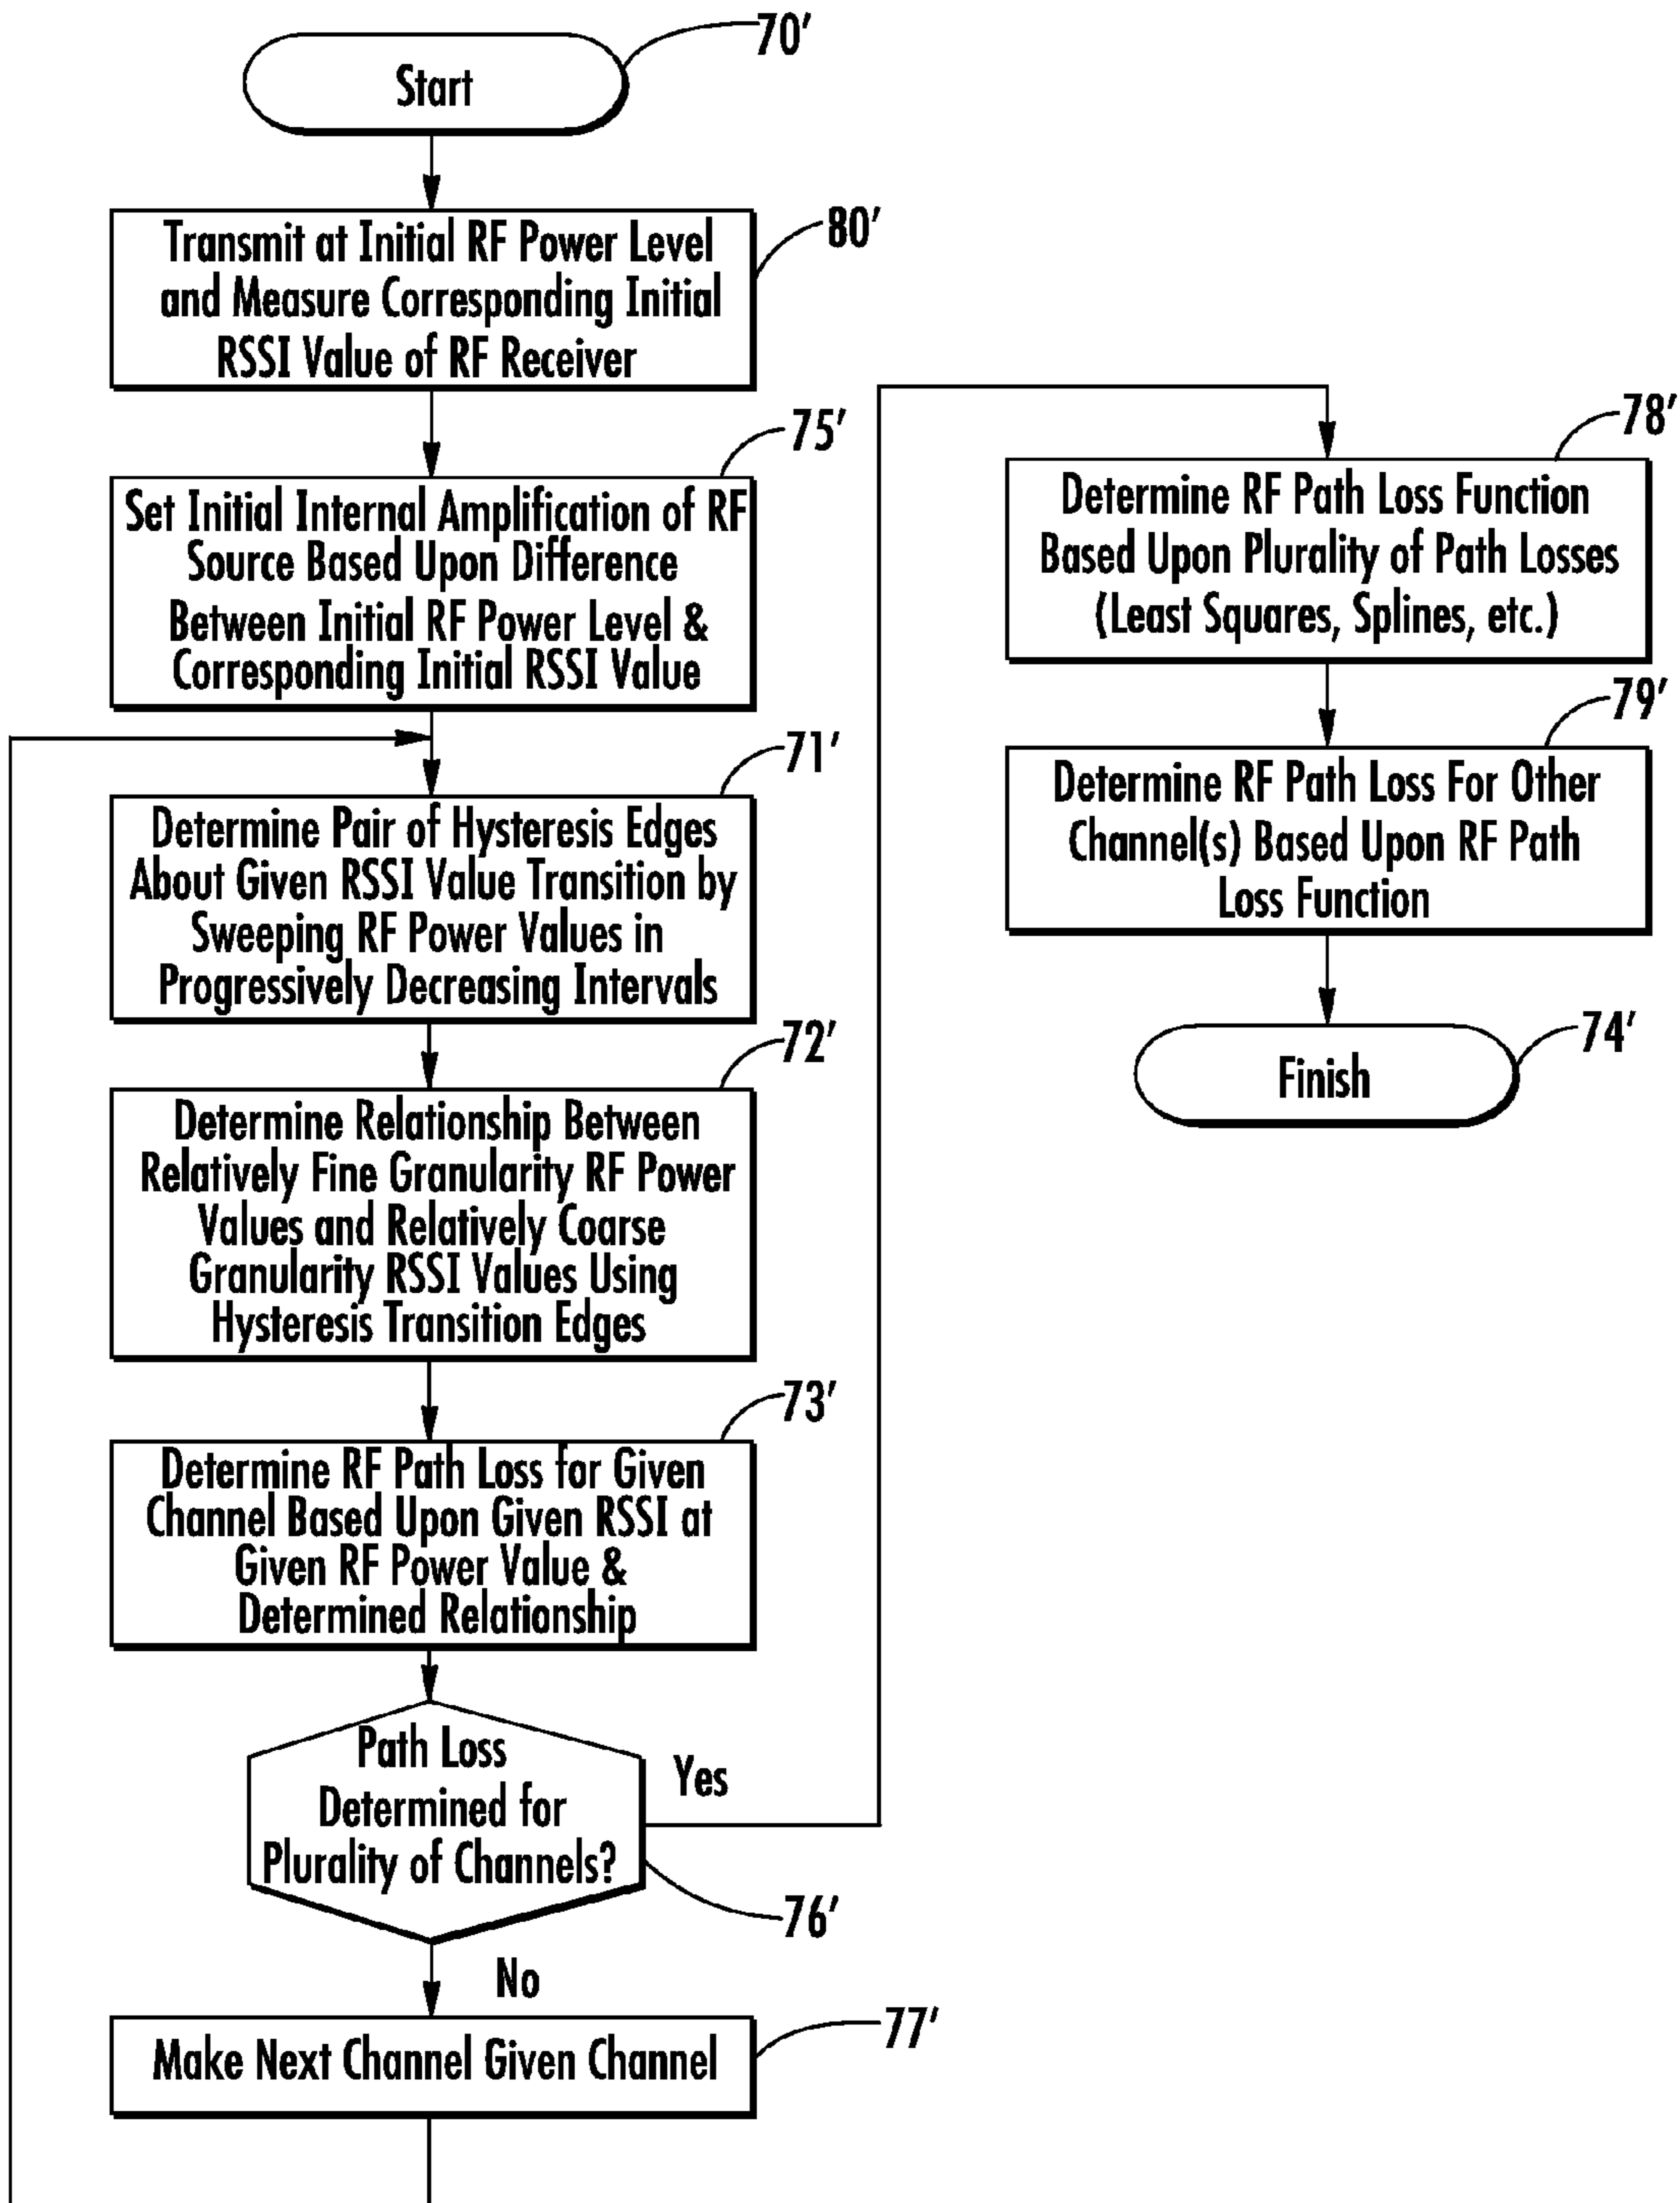 Start
70'
Transmit at Initial RF Power Level
and Measure Corresponding Initial
RSSI Value of RF Receiver
80'
Set Initial Internal Amplification of RF
Source Based Upon Difference
Between Initial RF Power Level &
Corresponding Initial RSSI Value
75'
Determine Pair of Hysteresis Edges
About Given RSSI Value Transition by
Sweeping RF Power Values in
Progressively Decreasing Intervals
71'
Determine Relationship Between
Relatively Fine Granularity RF Power
Values and Relatively Coarse
Granularity RSSI Values Using
Hysteresis Transition Edges
72'
Determine RF Path Loss for Given
Channel Based Upon Given RSSI at
Given RF Power Value &
Determined Relationship
73'
Path Loss
Determined for
Plurality of Channels?
76'
Yes
No
Make Next Channel Given Channel
77'
Determine RF Path Loss Function
Based Upon Plurality of Path Losses
(Least Squares, Splines, etc.)
78'
Determine RF Path Loss For Other
Channel(s) Based Upon RF Path
Loss Function
79'
Finish
74'